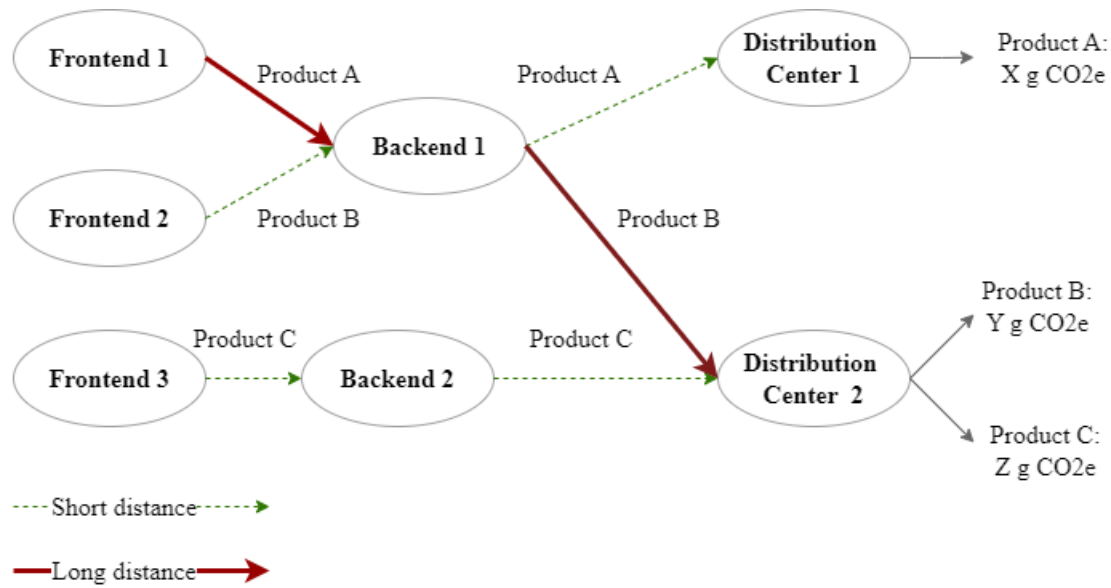 Frontend 1
Product A
Product A
Distribution
Center 1
Product A:
X g CO2e
Backend 1
Frontend 2
Product B
Product B
Product B:
Y g CO2e
Frontend 3
Product C
Backend 2
Product C
Distribution
Center 2
Product C:
Z g CO2e
Short distance
Long distance